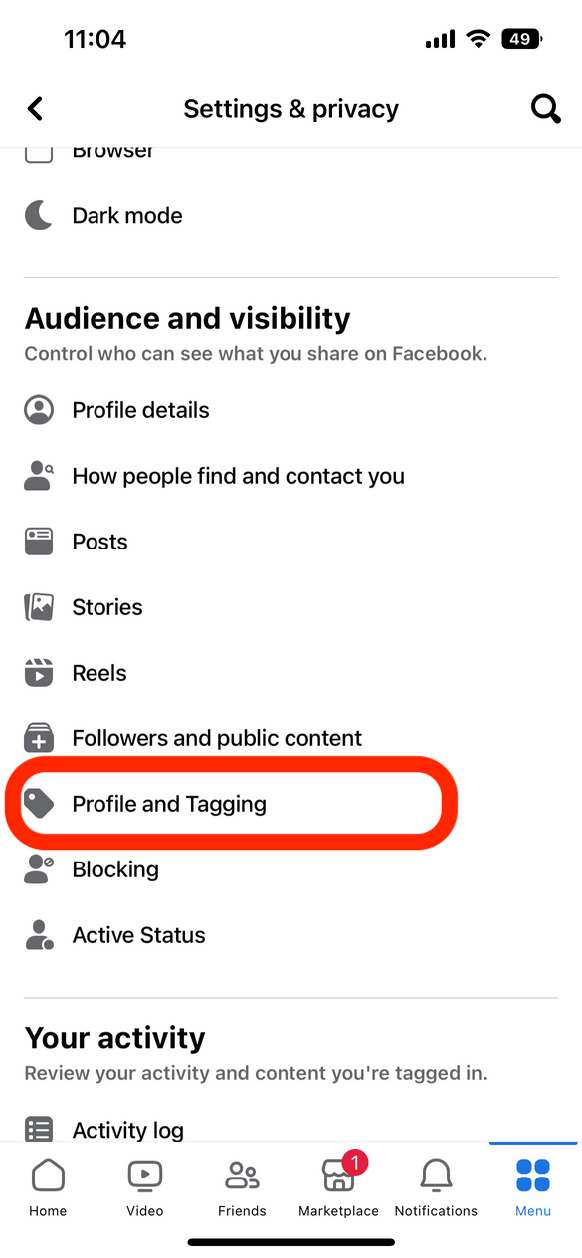 11:04
49
Settings & privacy
Browser
Dark mode
Audience and visibility
Control who can see what you share on Facebook.
Profile details
How people find and contact you
Posts
Stories
Reels
Followers and public content
Profile and Tagging
Blocking
Active Status
Your activity
Review your activity and content you're tagged in.
Activity log
1
Home
Video
Friends
Marketplace
Notifications
Menu